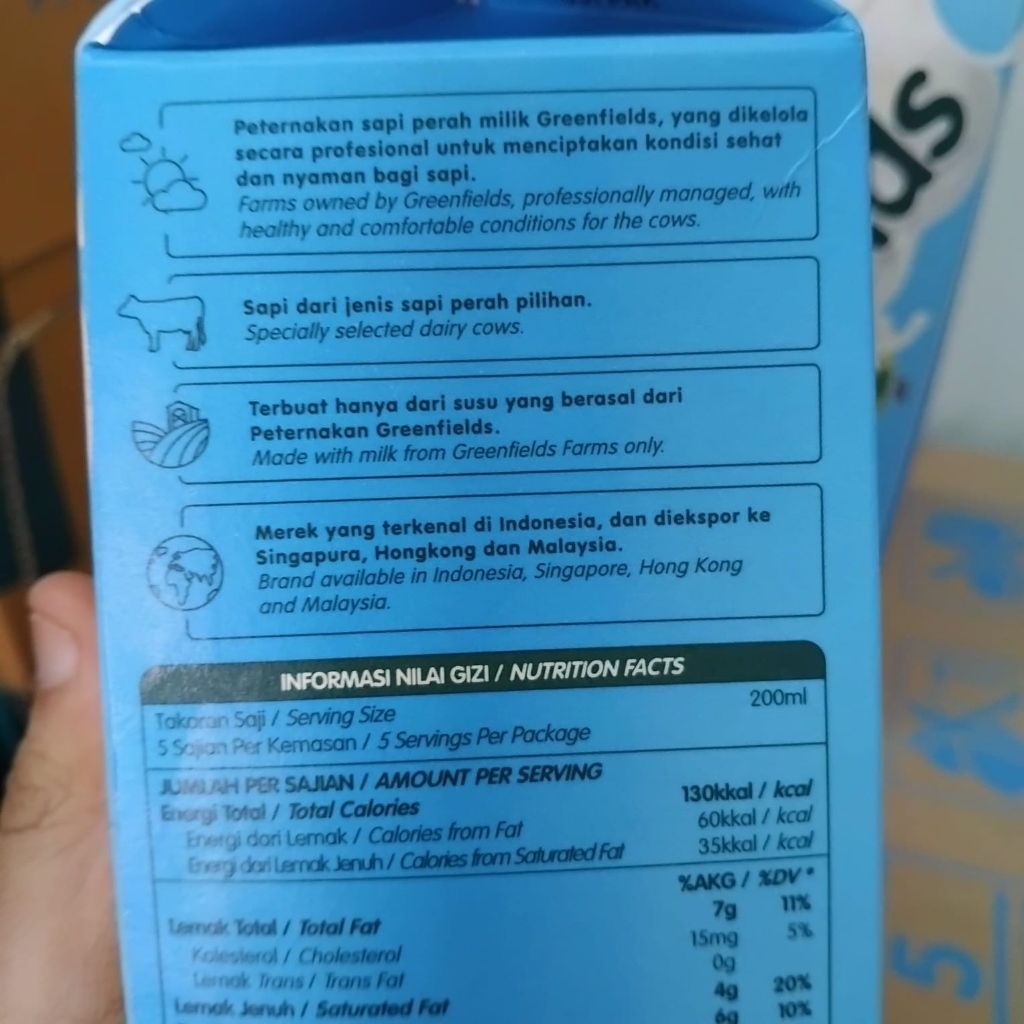 Peternakan sapi perah milik Greenfields, yang dikelola
secara profesional untuk menciptakan kondisi sehat
dan nyaman bagi sapi.
Farms owned by Greenfields, professionally managed, with
healthy and comfortable conditions for the cows.
Sapi dari jenis sapi perah pilihan.
Specially selected dairy cows.
Terbuat hanya dari susu yang berasal dari
Peternakan Greenfields.
Made with milk from Greenfields Farms only.
Merek yang terkenal di Indonesia, dan diekspor ke
Singapura, Hongkong dan Malaysia.
Brand available in Indonesia, Singapore, Hong Kong
and Malaysia.
INFORMASI NILAI GIZI / NUTRITION FACTS
Takaran Saji / Serving Size 200ml
5 Sajian Per Kemasan / 5 Servings Per Package
JUMLAH PER SAJIAN / AMOUNT PER SERVING
Energi Total / Total Calories 130kkal / kcal
Energi dari Lemak / Calories from Fat 60kkal / kcal
Energi dari Lemak Jenuh / Calories from Saturated Fat 35kkal / kcal
%AKG / %DV *
Lemak Total / Total Fat 7g 11%
Kolesterol / Cholesterol 15mg 5%
Lemak Trans / Trans Fat 0g
Lemak Jenuh / Saturated Fat 4g 20%
6g 10%
ds
5